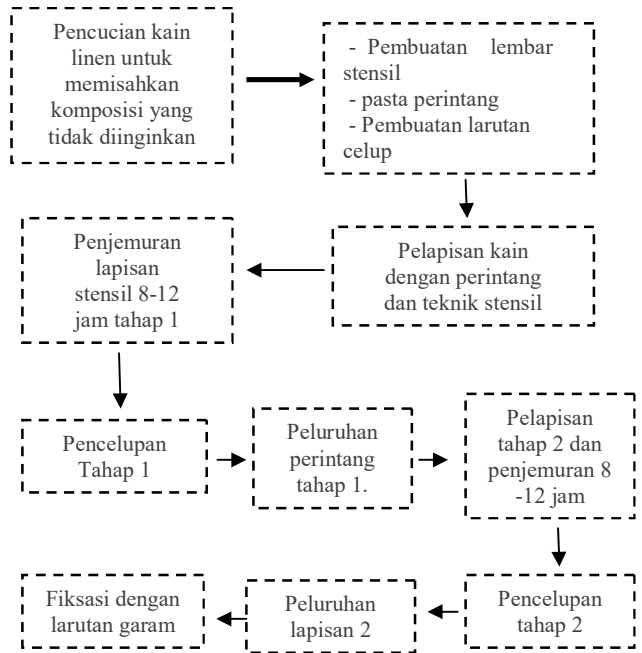 Pencucian kain
linen untuk
memisahkan
komposisi yang
tidak diinginkan
- Pembuatan lembar
stensil
- pasta perintang
- Pembuatan larutan
celup
Pelapisan kain
dengan perintang
dan teknik stensil
Penjemuran
lapisan
stensil 8-12
jam tahap 1
Pencelupan
Tahap 1
Peluruhan
perintang
tahap 1.
Pelapisan
tahap 2 dan
penjemuran 8
-12 jam
Pencelupan
tahap 2
Peluruhan
lapisan 2
Fiksasi dengan
larutan garam